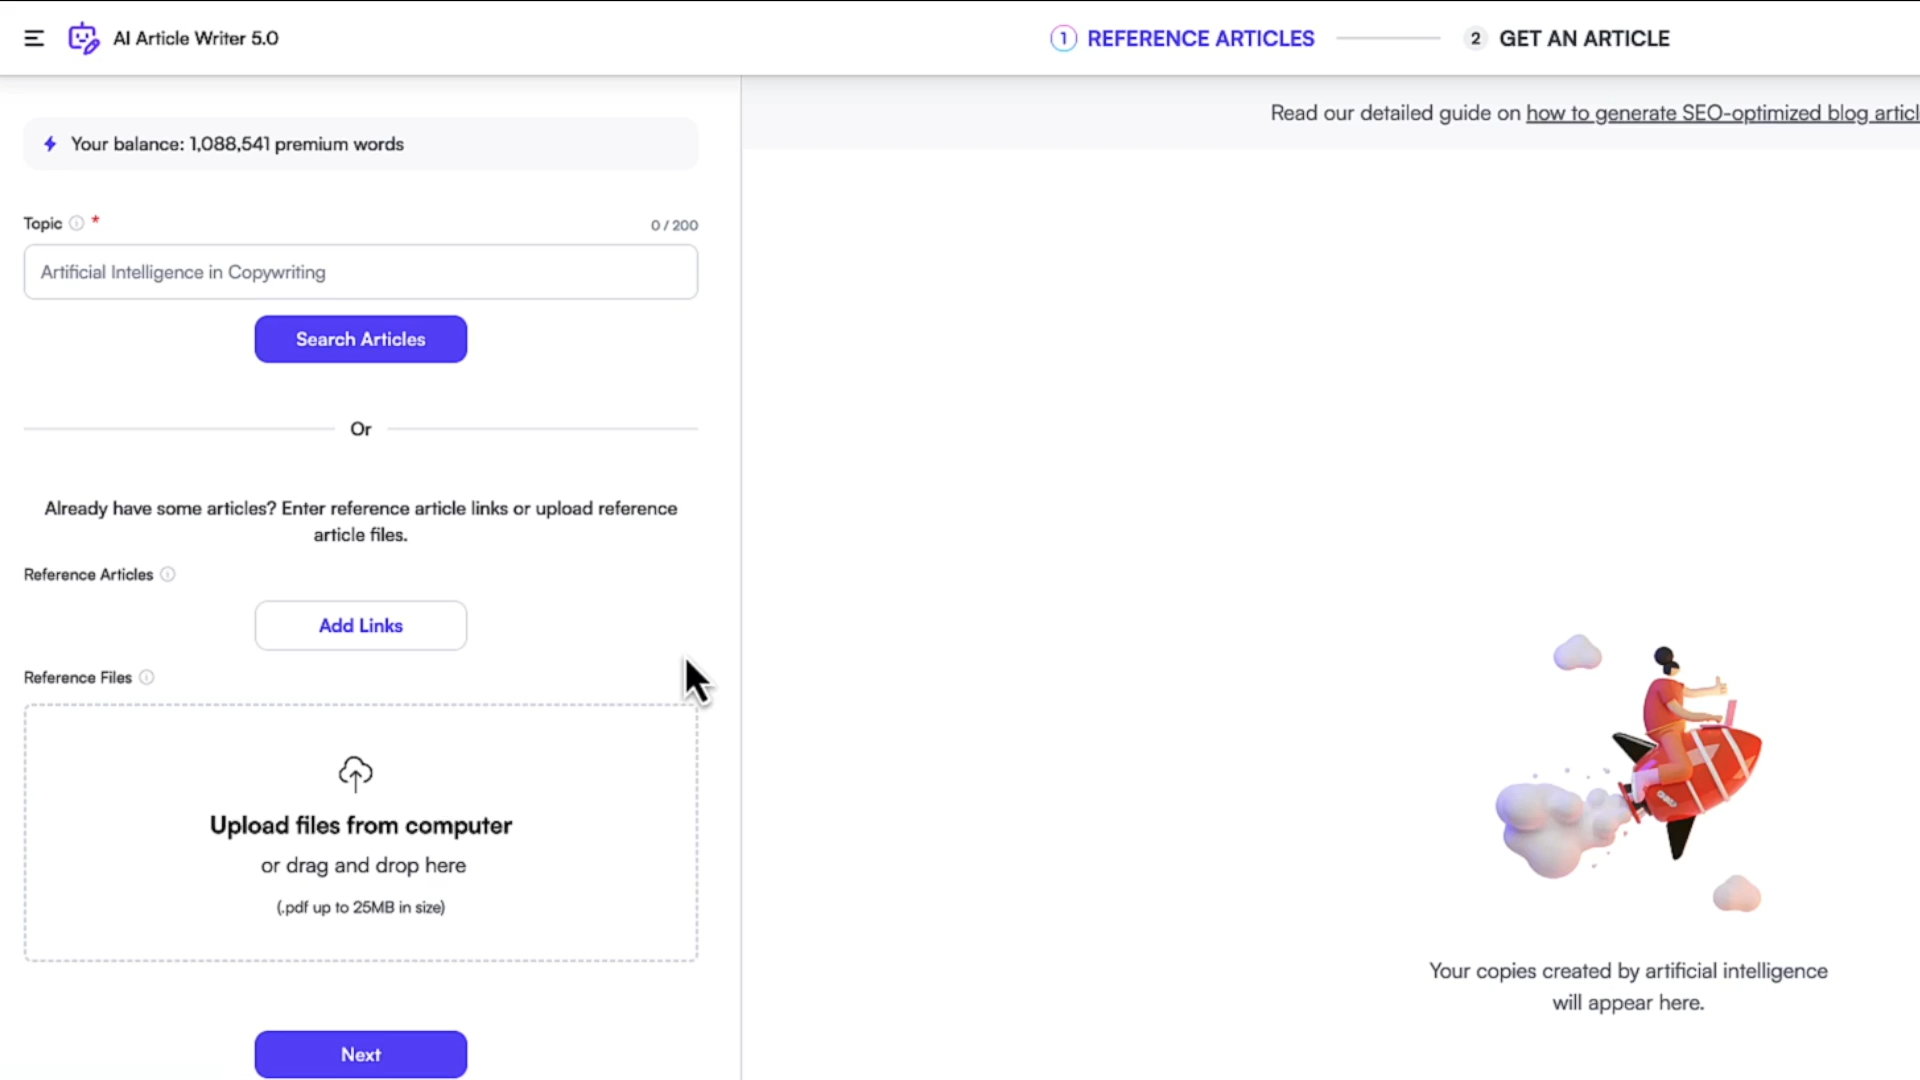 AI Article Writer 5.0
1 REFERENCE ARTICLES
2 GET AN ARTICLE
Read our detailed guide on how to generate SEO-optimized blog articl
Your balance: 1,088,541 premium words
Topic *
0 / 200
Artificial Intelligence in Copywriting
Search Articles
Or
Already have some articles? Enter reference article links or upload reference
article files.
Reference Articles
Add Links
Reference Files
Upload files from computer
or drag and drop here
(.pdf up to 25MB in size)
Next
Your copies created by artificial intelligence
will appear here.